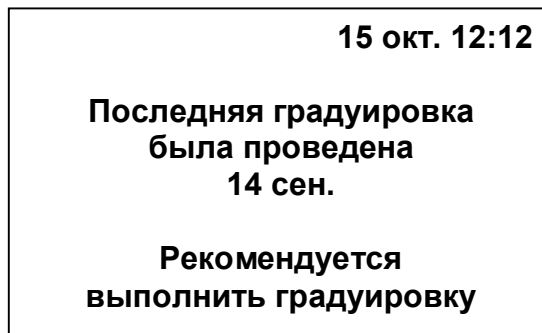 15 окт. 12:12
Последняя градуировка
была проведена
14 сен.
Рекомендуется
выполнить градуировку